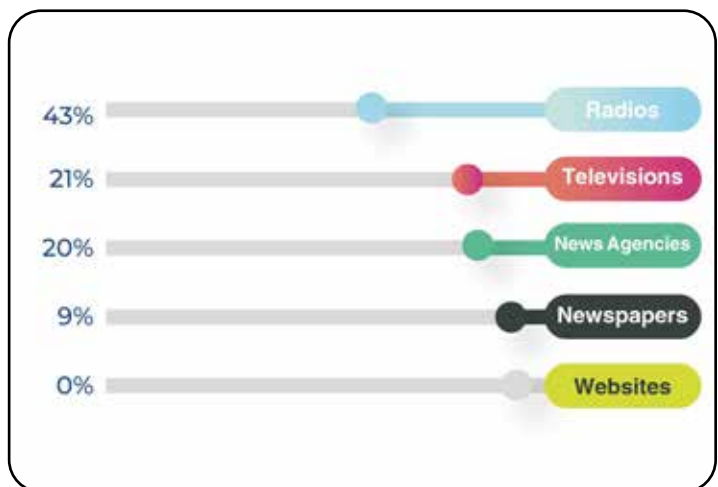 43% Radios
21% Televisions
20% News Agencies
9% Newspapers
0% Websites